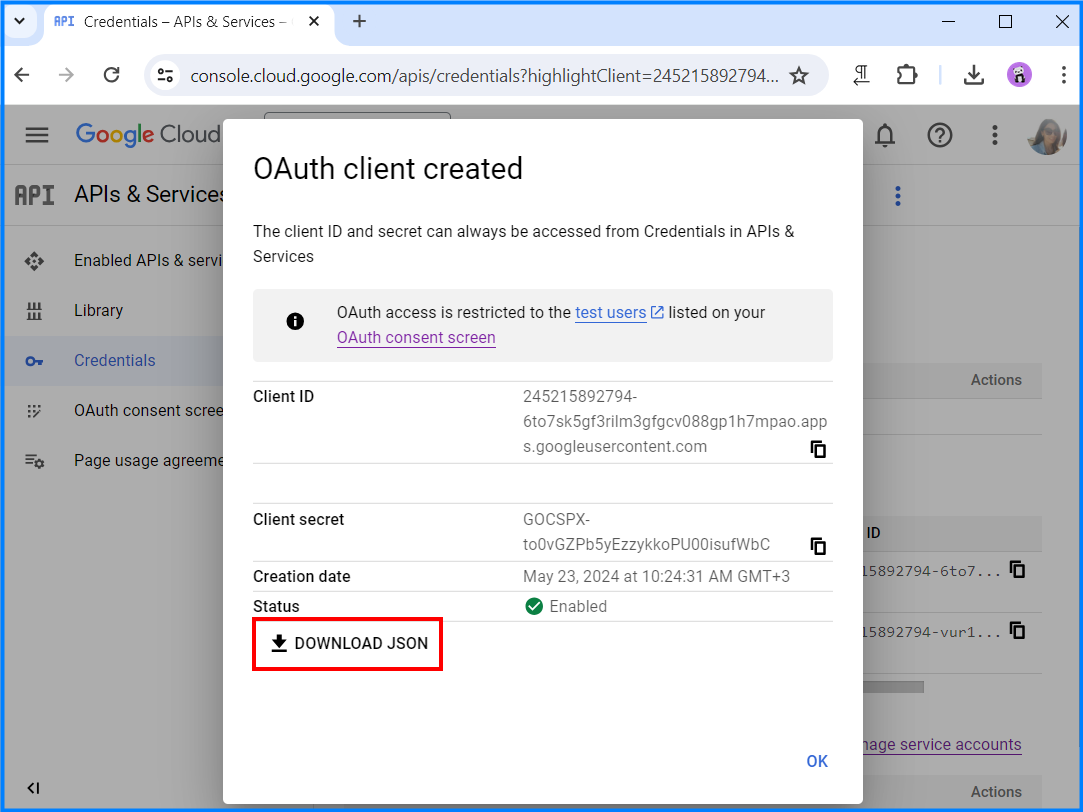 API Credentials – APIs & Services –
console.cloud.google.com/apis/credentials?highlightClient=245215892794...
Google Cloud
API APIs & Services
Enabled APIs & servi
Library
Credentials
OAuth consent scree
Page usage agreeme
OAuth client created
The client ID and secret can always be accessed from Credentials in APIs &
Services
OAuth access is restricted to the test users listed on your
OAuth consent screen
Client ID 245215892794-
6to7sk5gf3rilm3gfgcv088gp1h7mpao.app
s.googleusercontent.com
Client secret GOCSPX-
to0vGZPb5yEzzykkoPU00isufWbC
Creation date May 23, 2024 at 10:24:31 AM GMT+3
Status Enabled
DOWNLOAD JSON
OK
Actions
ID
15892794-6to7...
15892794-vur1...
nage service accounts
Actions